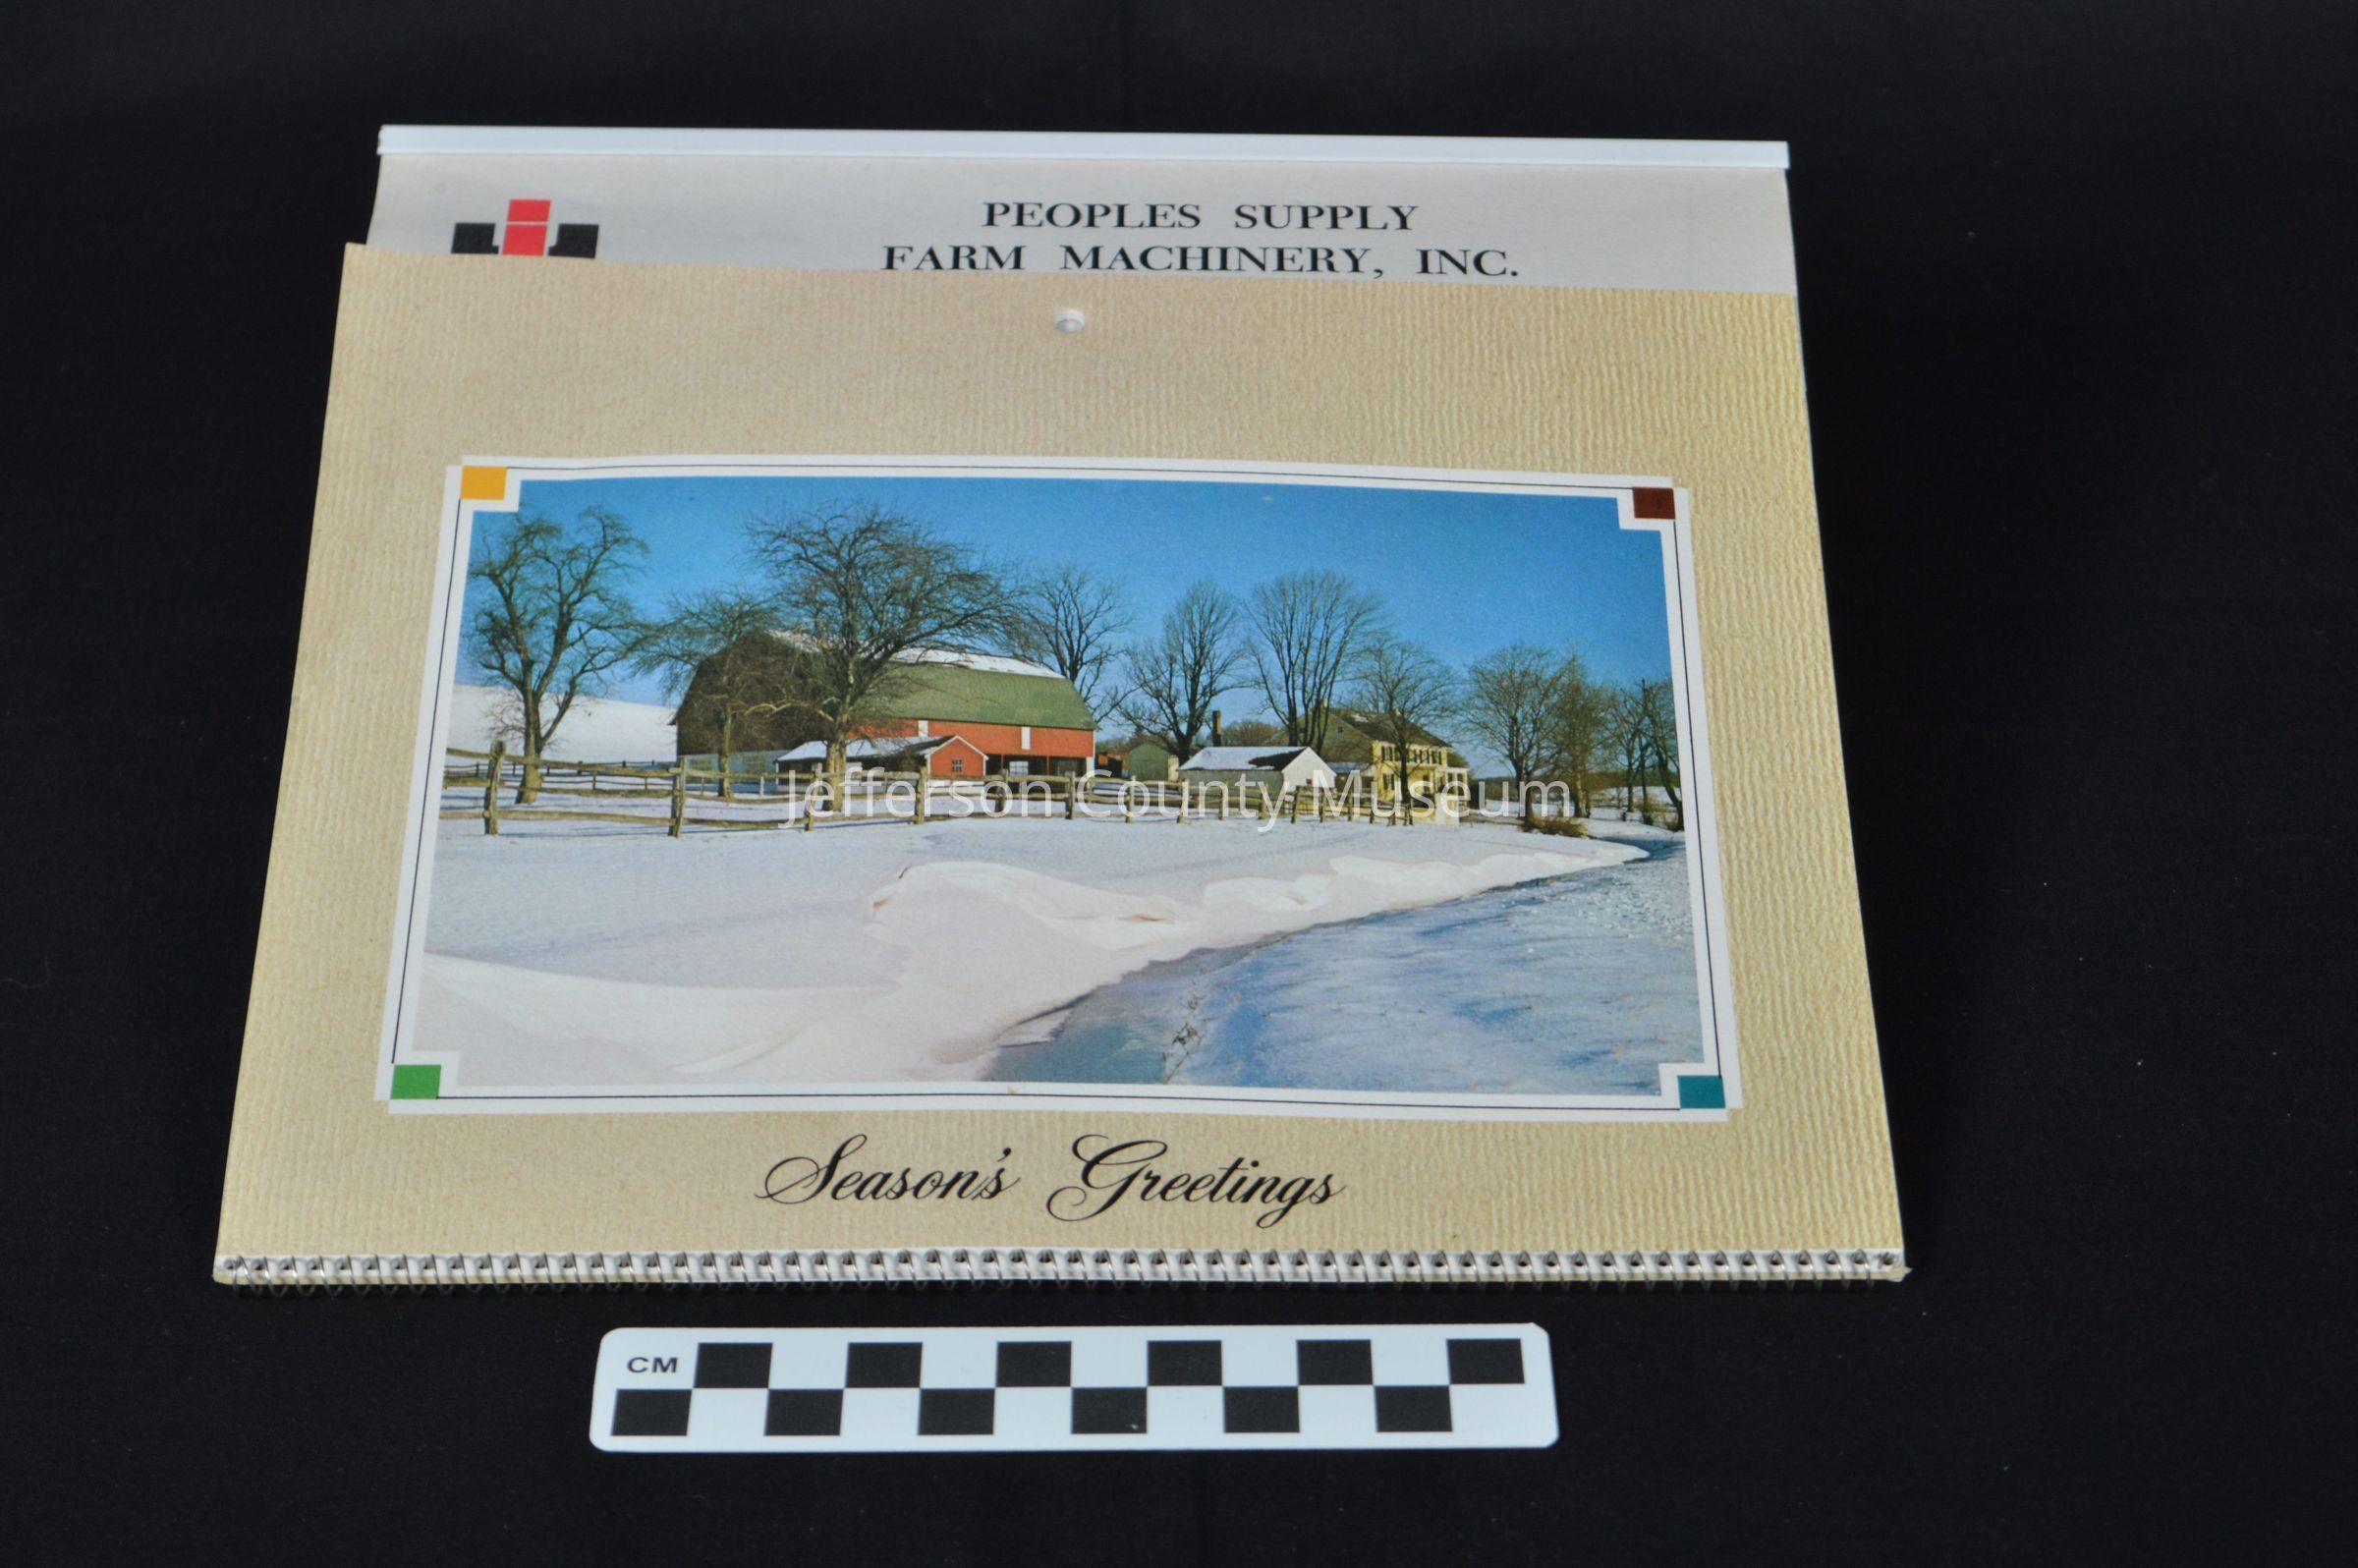 PEOPLES SUPPLY
FARM MACHINERY, INC.
Jefferson County Museum
Season's Greetings
CM